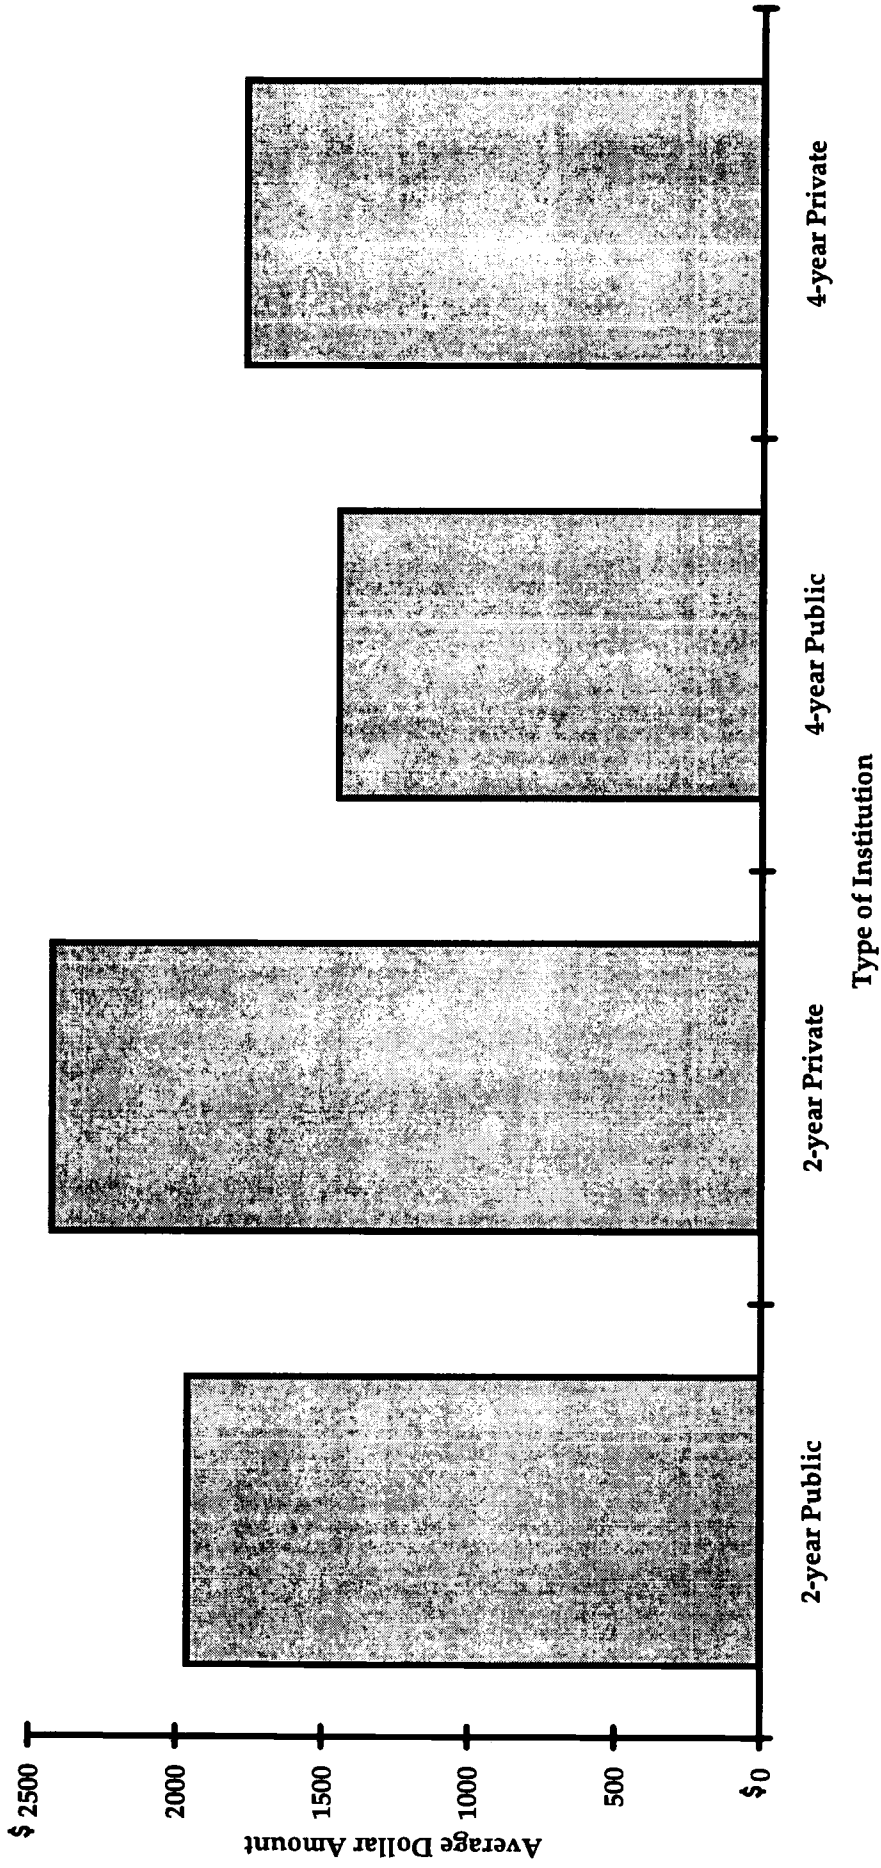 $ 2500
2000
1500
1000
500
$ 0
Average Dollar Amount
2-year Public
2-year Private
4-year Public
4-year Private
Type of Institution